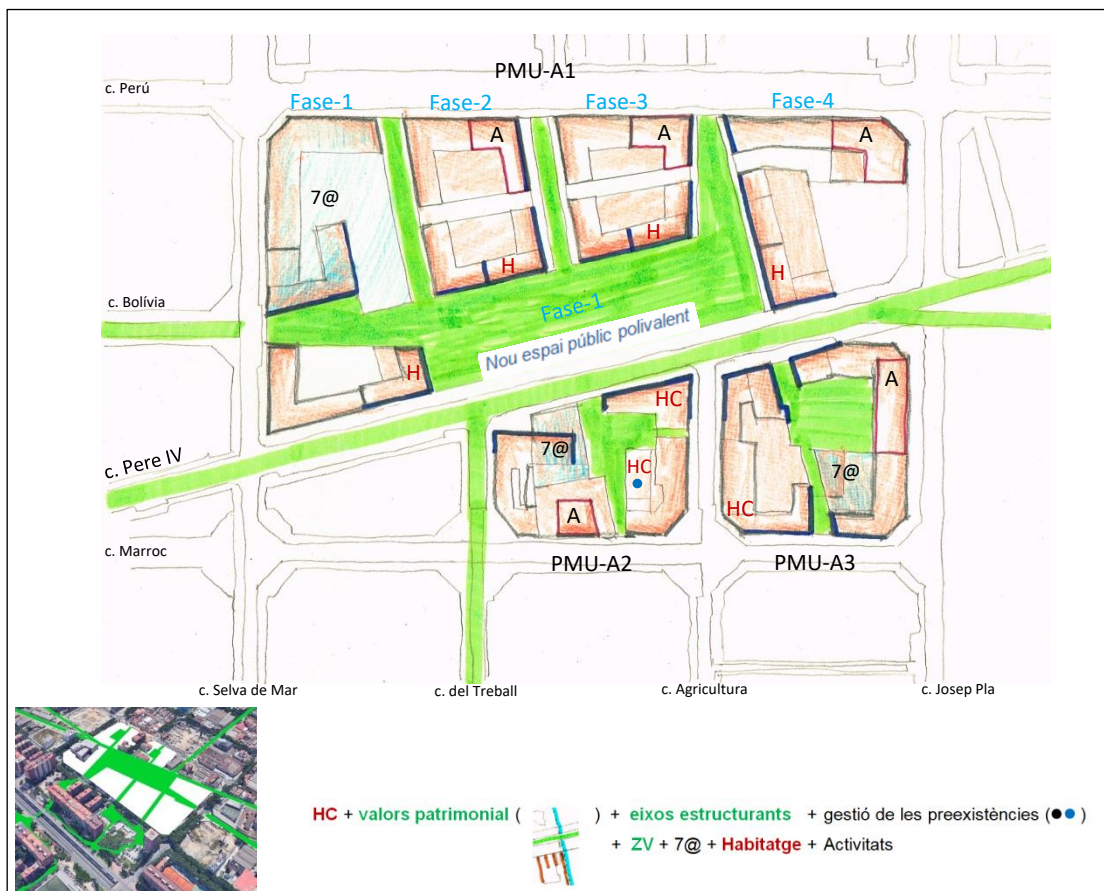 PMU-A1
c. Perú
Fase-1 Fase-2 Fase-3 Fase-4
A A A
7@
H H H
c. Bolívia
Fase-1
Nou espai públic polivalent
H
HC A
HC
c. Pere IV
7@ HC 7@
A HC
c. Marroc
PMU-A2 PMU-A3
c. Selva de Mar c. del Treball c. Agricultura c. Josep Pla
HC + valors patrimonial ( ) + eixos estructurants + gestió de les preexistències (●●)
+ ZV + 7@ + Habitatge + Activitats